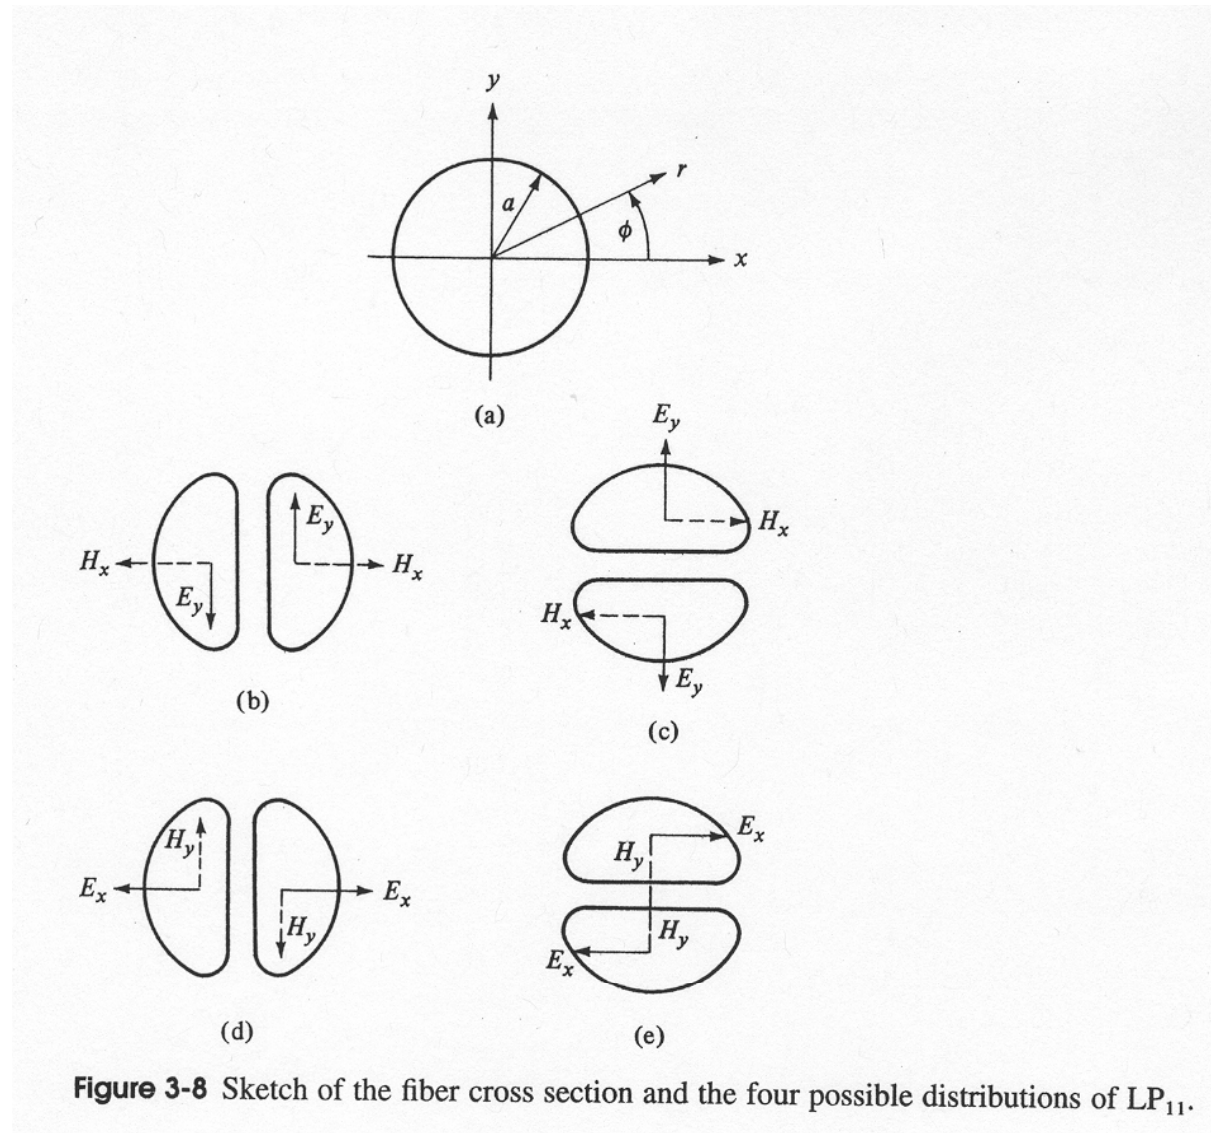 y
r
a
ϕ
x
(a)
E_y
H_x
H_x
E_y
E_y
H_x
(b)
H_x
E_y
(c)
H_y
E_x
H_y
E_x
(d)
E_x
H_y
H_y
E_x
(e)
Figure 3-8 Sketch of the fiber cross section and the four possible distributions of LP₁₁.